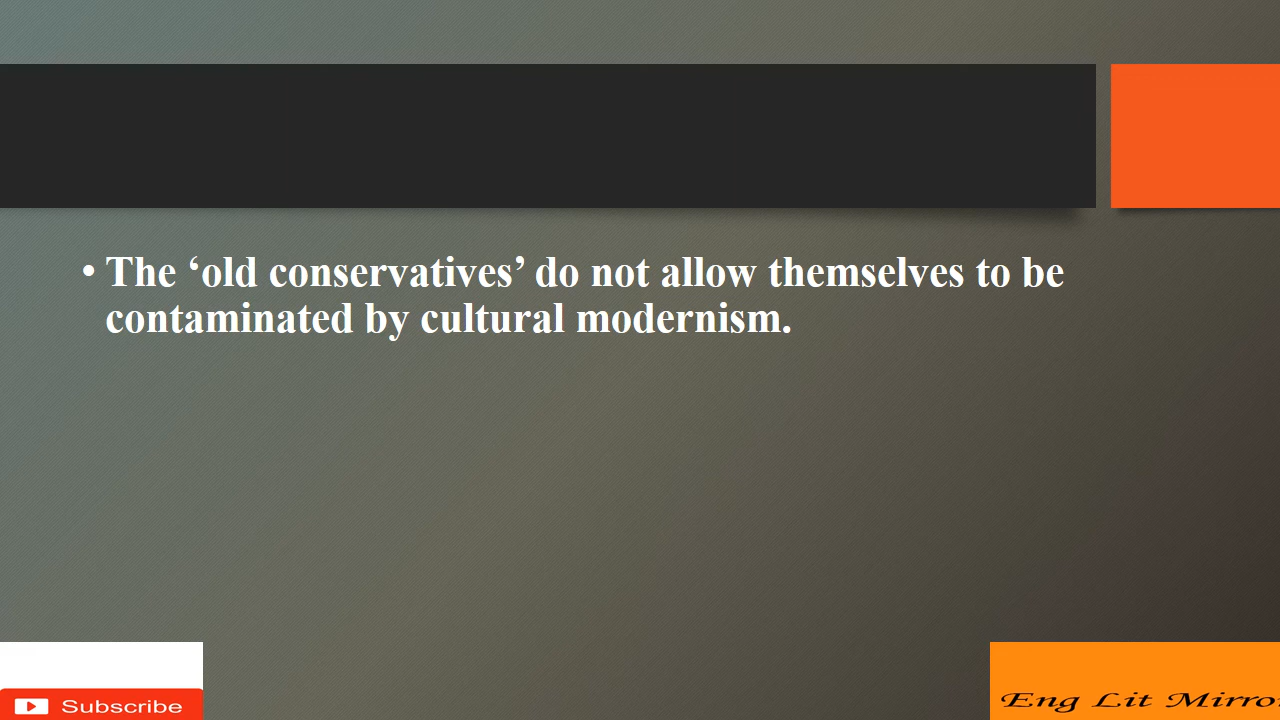 • The ‘old conservatives’ do not allow themselves to be
contaminated by cultural modernism.
Subscribe
Eng Lit Mirro